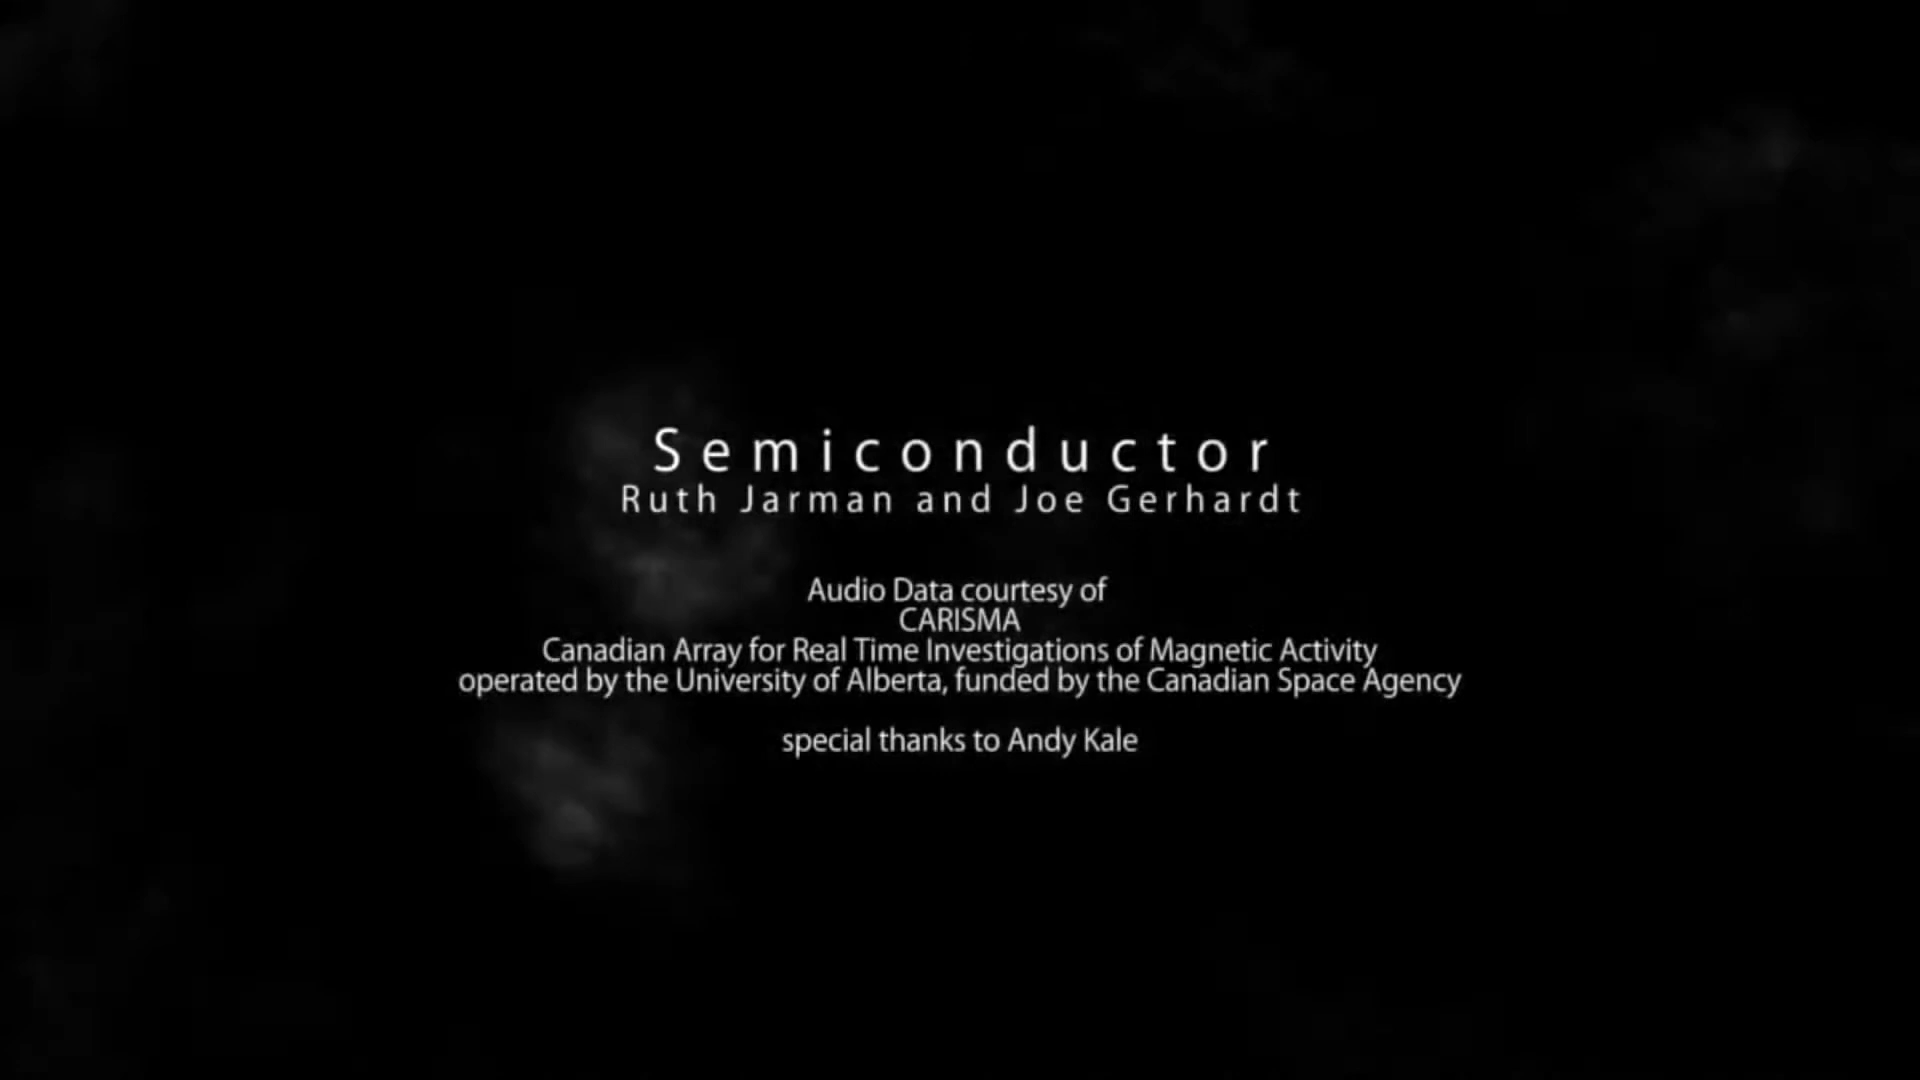 Semiconductor
Ruth Jarman and Joe Gerhardt
Audio Data courtesy of
CARISMA
Canadian Array for Real Time Investigations of Magnetic Activity
operated by the University of Alberta, funded by the Canadian Space Agency
special thanks to Andy Kale